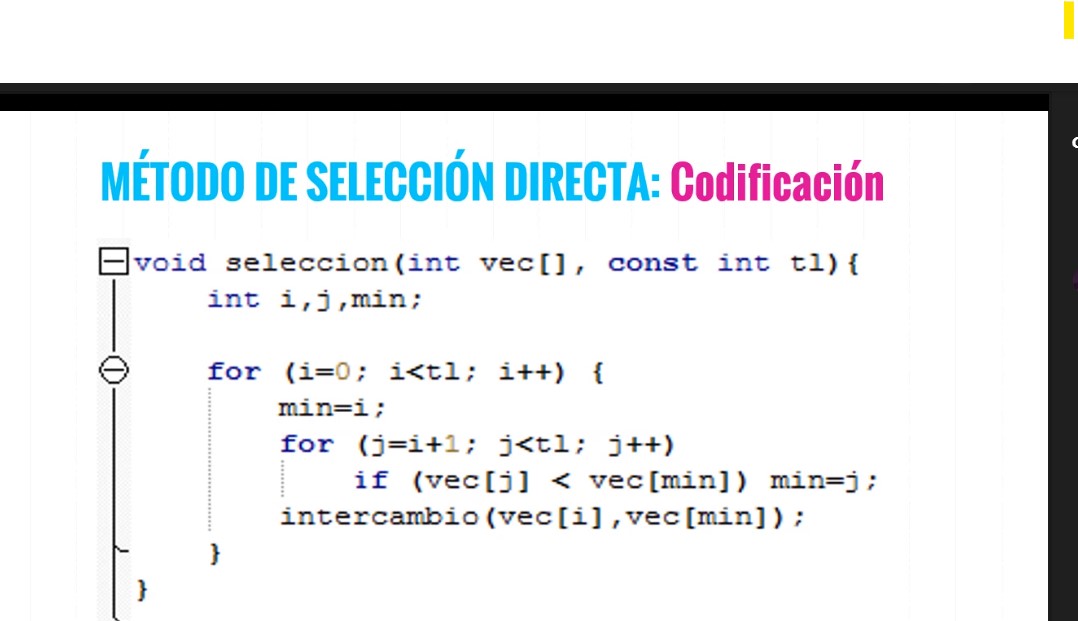 MÉTODO DE SELECCIÓN DIRECTA: Codificación
void seleccion(int vec[], const int tl){
int i,j,min;
for (i=0; i<tl; i++) {
min=i;
for (j=i+1; j<tl; j++)
if (vec[j] < vec[min]) min=j;
intercambio(vec[i],vec[min]);
}
}